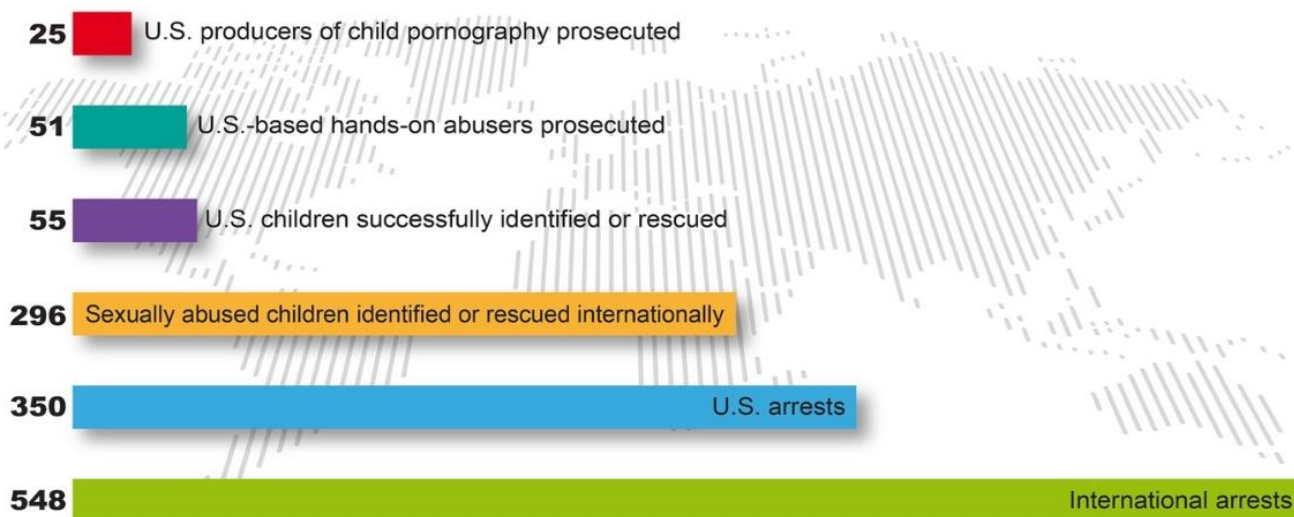 25 U.S. producers of child pornography prosecuted
51 U.S.-based hands-on abusers prosecuted
55 U.S. children successfully identified or rescued
296 Sexually abused children identified or rescued internationally
350 U.S. arrests
548 International arrests